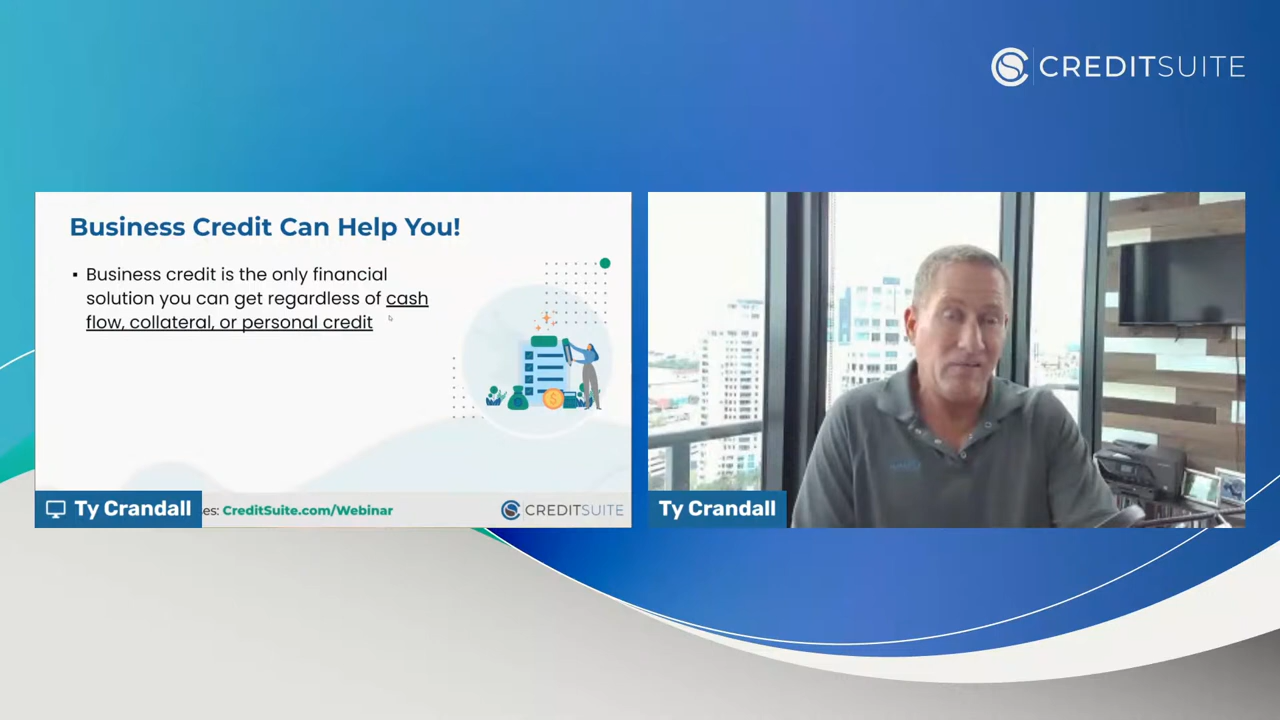 CREDITSUITE
Business Credit Can Help You!
▪ Business credit is the only financial
solution you can get regardless of cash
flow, collateral, or personal credit
Ty Crandall
es: CreditSuite.com/Webinar
CREDITSUITE
Ty Crandall